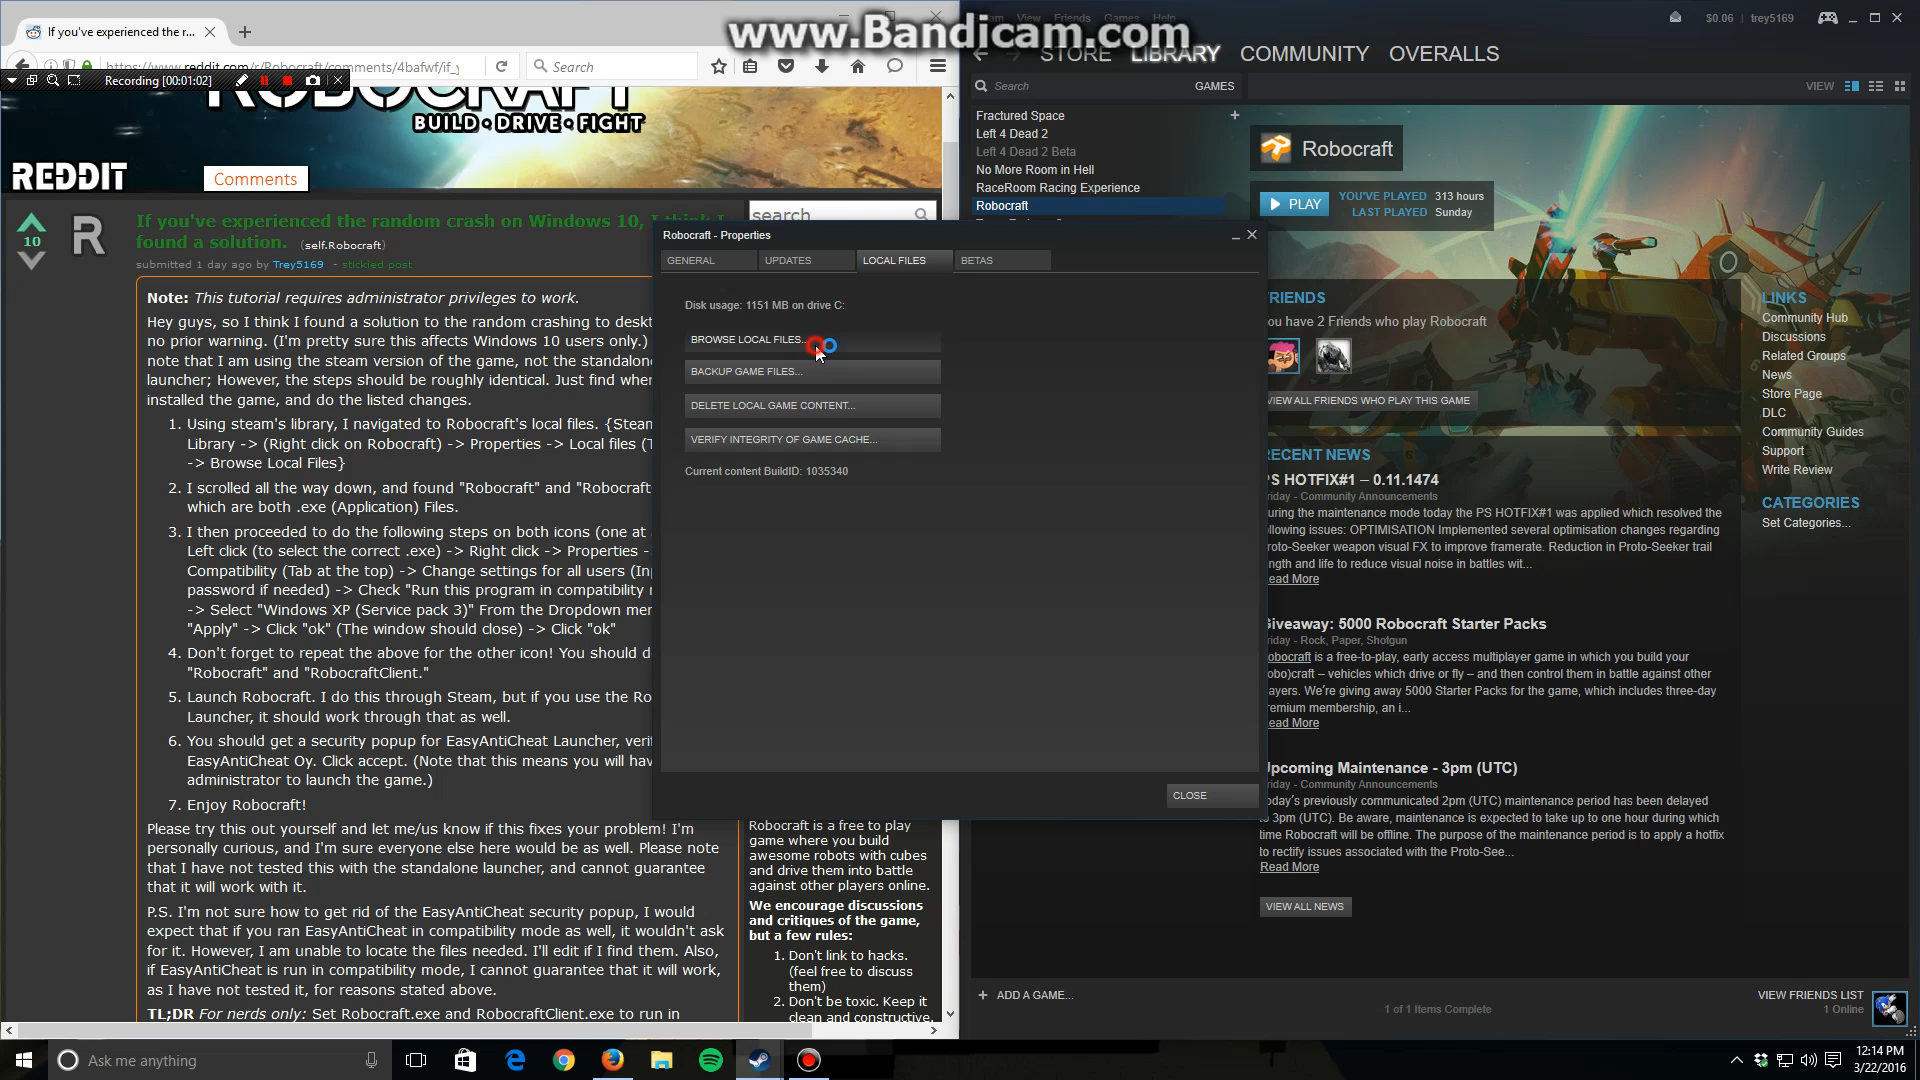 www.Bandicam.com
If you've experienced the r...
https://www.reddit.com/r/Robocraft/comments/4bafwf/if_y
Search
Recording [00:01:02]
BUILD • DRIVE • FIGHT
REDDIT
Comments
search
10
R
If you've experienced the random crash on Windows 10, I think I
found a solution. (self.Robocraft)
submitted 1 day ago by Trey5169 - stickied post
Note: This tutorial requires administrator privileges to work.
Hey guys, so I think I found a solution to the random crashing to deskt
no prior warning. (I'm pretty sure this affects Windows 10 users only.)
note that I am using the steam version of the game, not the standalone
launcher; However, the steps should be roughly identical. Just find wher
installed the game, and do the listed changes.
1. Using steam's library, I navigated to Robocraft's local files. {Steam
Library -> (Right click on Robocraft) -> Properties -> Local files (T
-> Browse Local Files}
2. I scrolled all the way down, and found "Robocraft" and "Robocraft
which are both .exe (Application) Files.
3. I then proceeded to do the following steps on both icons (one at
Left click (to select the correct .exe) -> Right click -> Properties -
Compatibility (Tab at the top) -> Change settings for all users (In
password if needed) -> Check "Run this program in compatibility
-> Select "Windows XP (Service pack 3)" From the Dropdown men
"Apply" -> Click "ok" (The window should close) -> Click "ok"
4. Don't forget to repeat the above for the other icon! You should d
"Robocraft" and "RobocraftClient."
5. Launch Robocraft. I do this through Steam, but if you use the Ro
Launcher, it should work through that as well.
6. You should get a security popup for EasyAntiCheat Launcher, veri
EasyAntiCheat Oy. Click accept. (Note that this means you will hav
administrator to launch the game.)
7. Enjoy Robocraft!
Please try this out yourself and let me/us know if this fixes your problem! I'm
personally curious, and I'm sure everyone else here would be as well. Please note
that I have not tested this with the standalone launcher, and cannot guarantee
that it will work with it.
P.S. I'm not sure how to get rid of the EasyAntiCheat security popup, I would
expect that if you ran EasyAntiCheat in compatibility mode as well, it wouldn't ask
for it. However, I am unable to locate the files needed. I'll edit if I find them. Also,
if EasyAntiCheat is run in compatibility mode, I cannot guarantee that it will work,
as I have not tested it, for reasons stated above.
TL;DR For nerds only: Set Robocraft.exe and RobocraftClient.exe to run in
Robocraft is a free to play
game where you build
awesome robots with cubes
and drive them into battle
against other players online.
We encourage discussions
and critiques of the game,
but a few rules:
1. Don't link to hacks.
(feel free to discuss
them)
2. Don't be toxic. Keep it
clean and constructive.
Robocraft - Properties
GENERAL
UPDATES
LOCAL FILES
BETAS
Disk usage: 1151 MB on drive C:
BROWSE LOCAL FILES...
BACKUP GAME FILES...
DELETE LOCAL GAME CONTENT...
VERIFY INTEGRITY OF GAME CACHE...
Current content BuildID: 1035340
CLOSE
View Friends Games Help
$0.06
trey5169
STORE LIBRARY COMMUNITY OVERALLS
Search
GAMES
VIEW
Fractured Space
Left 4 Dead 2
Left 4 Dead 2 Beta
No More Room in Hell
RaceRoom Racing Experience
Robocraft
Robocraft
PLAY
YOU'VE PLAYED 313 hours
LAST PLAYED Sunday
RIENDS
ou have 2 Friends who play Robocraft
VIEW ALL FRIENDS WHO PLAY THIS GAME
RECENT NEWS
PS HOTFIX#1 – 0.11.1474
riday - Community Announcements
uring the maintenance mode today the PS HOTFIX#1 was applied which resolved the
llowing issues: OPTIMISATION Implemented several optimisation changes regarding
roto-Seeker weapon visual FX to improve framerate. Reduction in Proto-Seeker trail
ngth and life to reduce visual noise in battles wit...
ead More
Giveaway: 5000 Robocraft Starter Packs
riday - Rock, Paper, Shotgun
obocraft is a free-to-play, early access multiplayer game in which you build your
obo)craft – vehicles which drive or fly – and then control them in battle against other
ayers. We're giving away 5000 Starter Packs for the game, which includes three-day
remium membership, an i...
ead More
Upcoming Maintenance - 3pm (UTC)
riday - Community Announcements
oday's previously communicated 2pm (UTC) maintenance period has been delayed
to 3pm (UTC). Be aware, maintenance is expected to take up to one hour during which
time Robocraft will be offline. The purpose of the maintenance period is to apply a hotfix
to rectify issues associated with the Proto-See...
Read More
VIEW ALL NEWS
LINKS
Community Hub
Discussions
Related Groups
News
Store Page
DLC
Community Guides
Support
Write Review
CATEGORIES
Set Categories...
ADD A GAME...
1 of 1 Items Complete
VIEW FRIENDS LIST
1 Online
Ask me anything
12:14 PM
3/22/2016